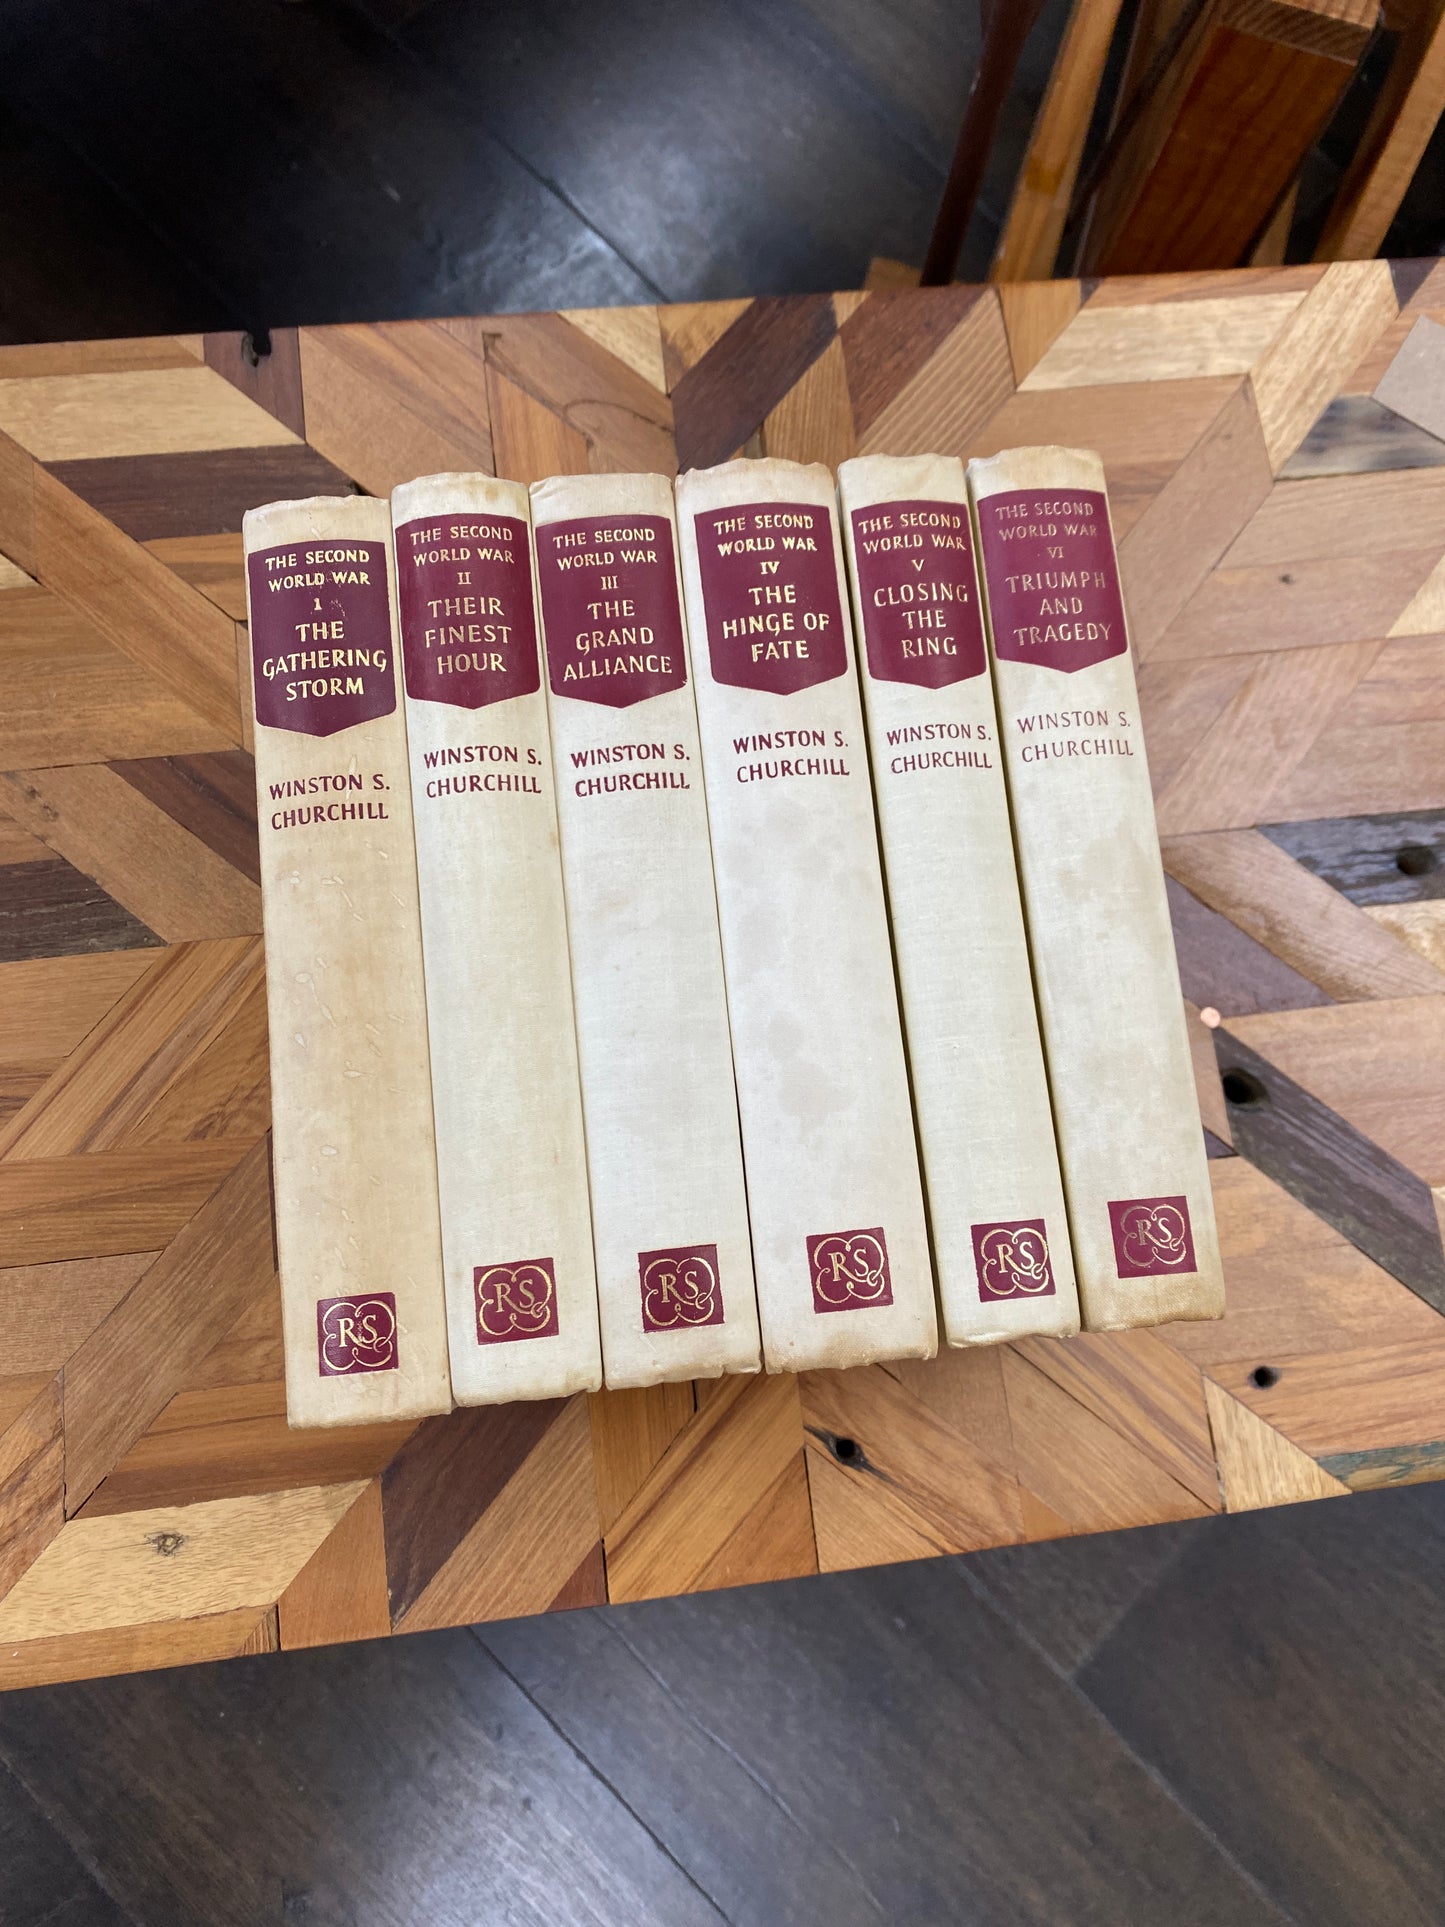 THE SECOND
WORLD WAR
1
THE
GATHERING
STORM
WINSTON S.
CHURCHILL
RS
THE SECOND
WORLD WAR
II
THEIR
FINEST
HOUR
WINSTON S.
CHURCHILL
RS
THE SECOND
WORLD WAR
III
THE
GRAND
ALLIANCE
WINSTON S.
CHURCHILL
RS
THE SECOND
WORLD WAR
IV
THE
HINGE OF
FATE
WINSTON S.
CHURCHILL
RS
THE SECOND
WORLD WAR
V
CLOSING
THE
RING
WINSTON S.
CHURCHILL
RS
THE SECOND
WORLD WAR
VI
TRIUMPH
AND
TRAGEDY
WINSTON S.
CHURCHILL
RS